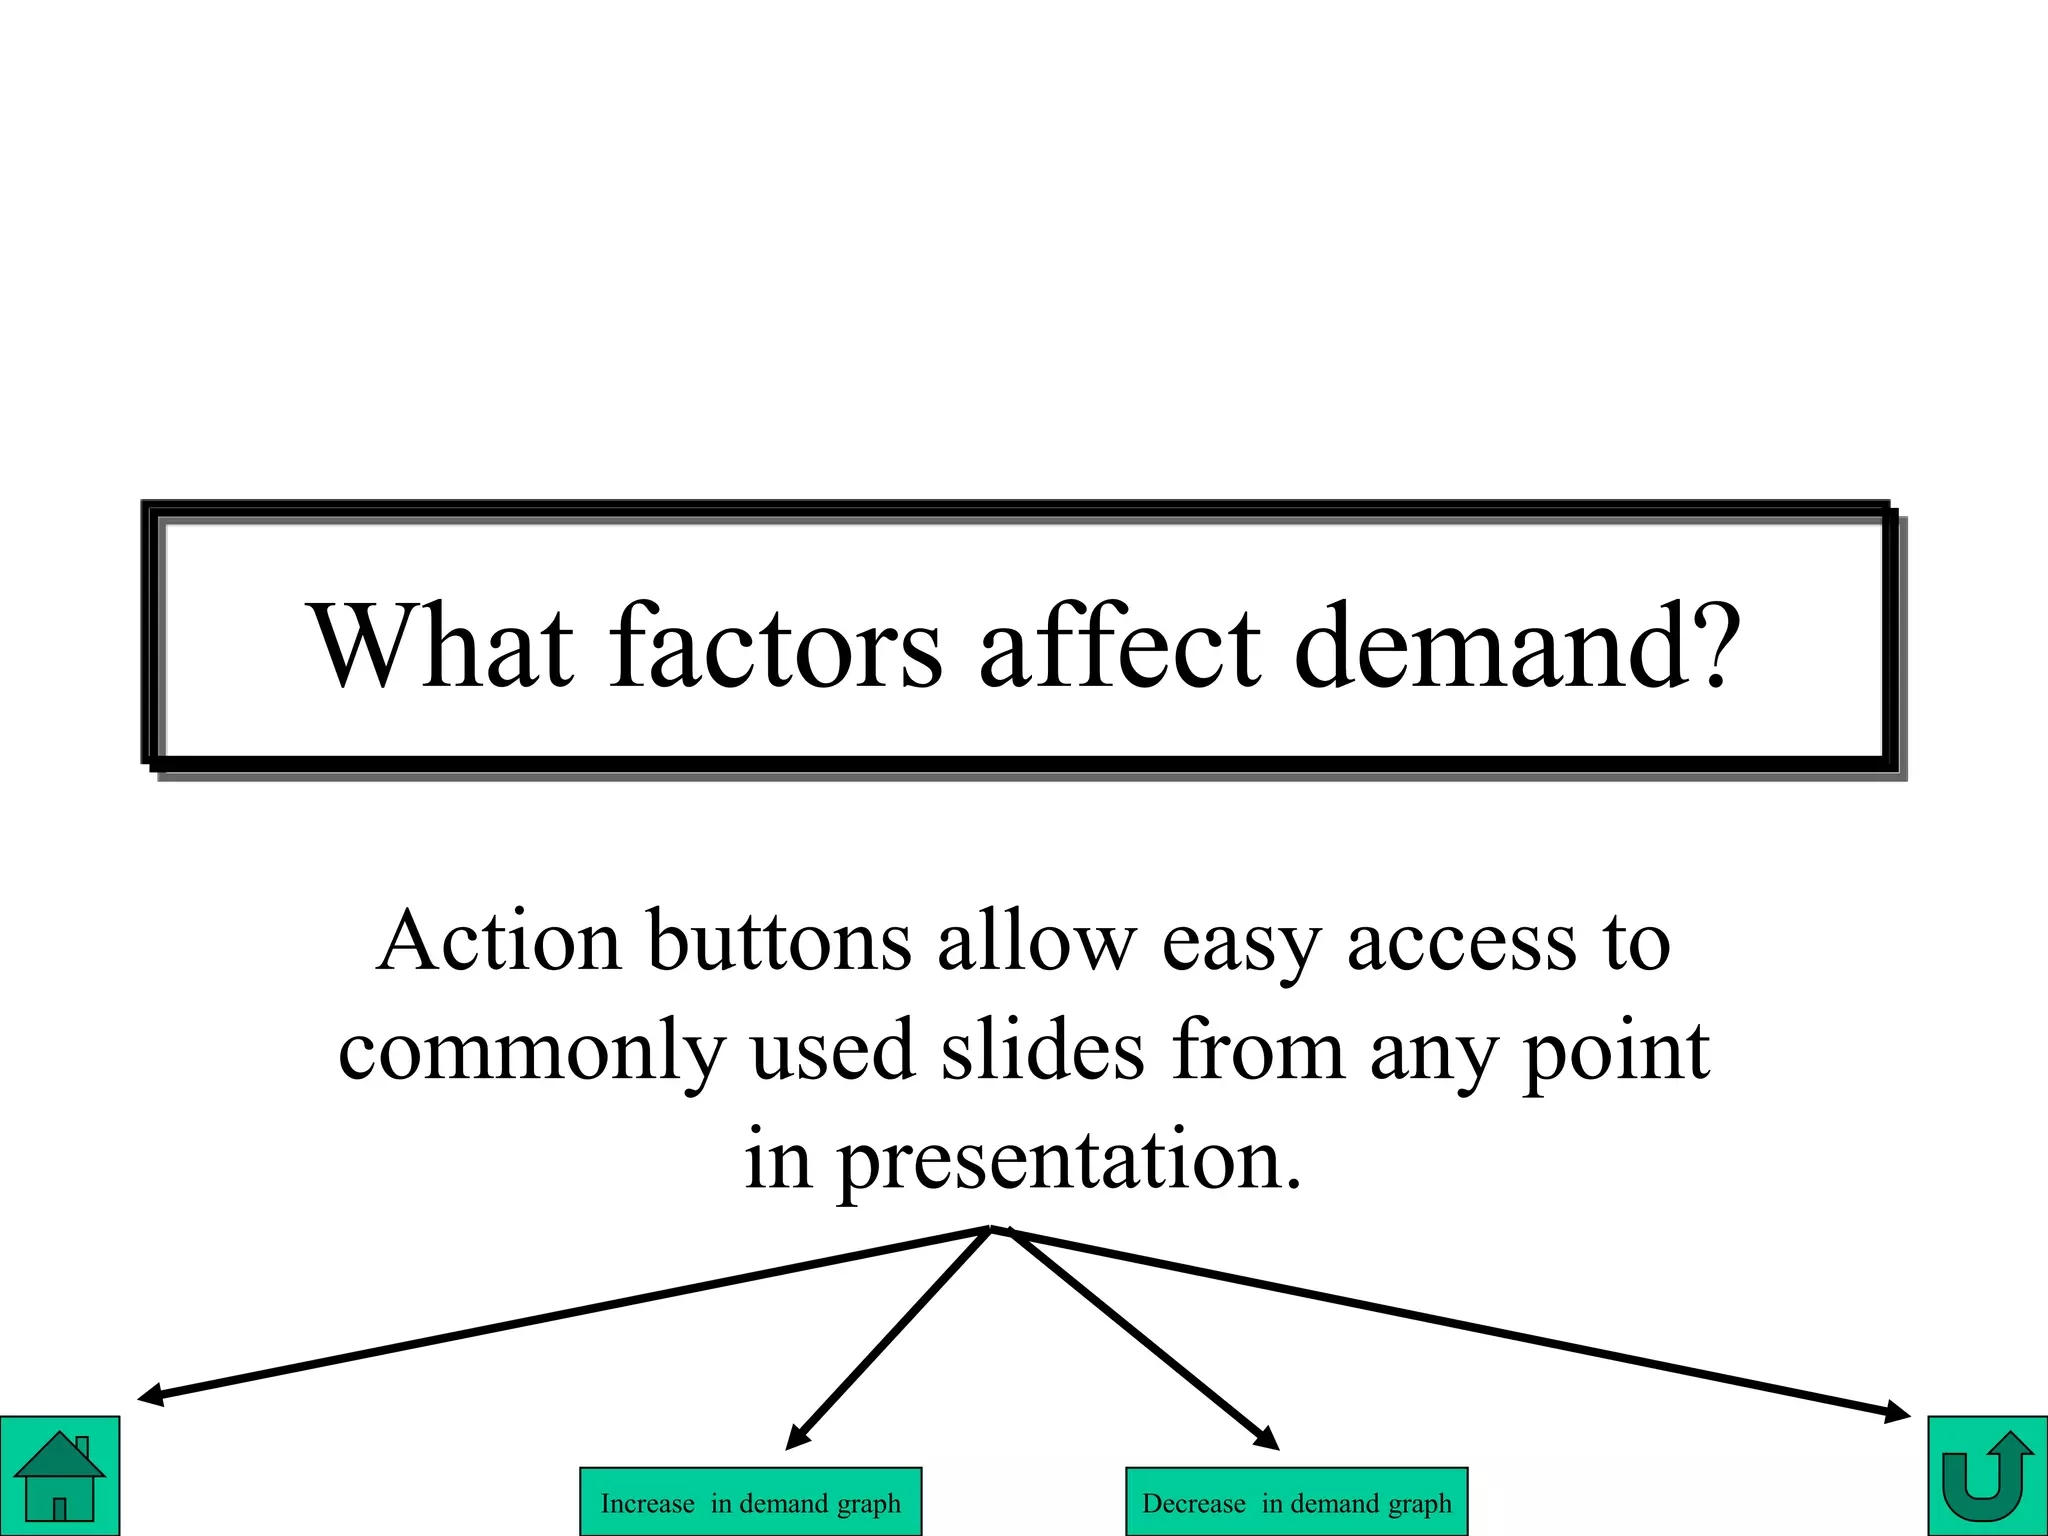 What factors affect demand?
Action buttons allow easy access to
commonly used slides from any point
in presentation.
Increase  in demand graph
Decrease  in demand graph